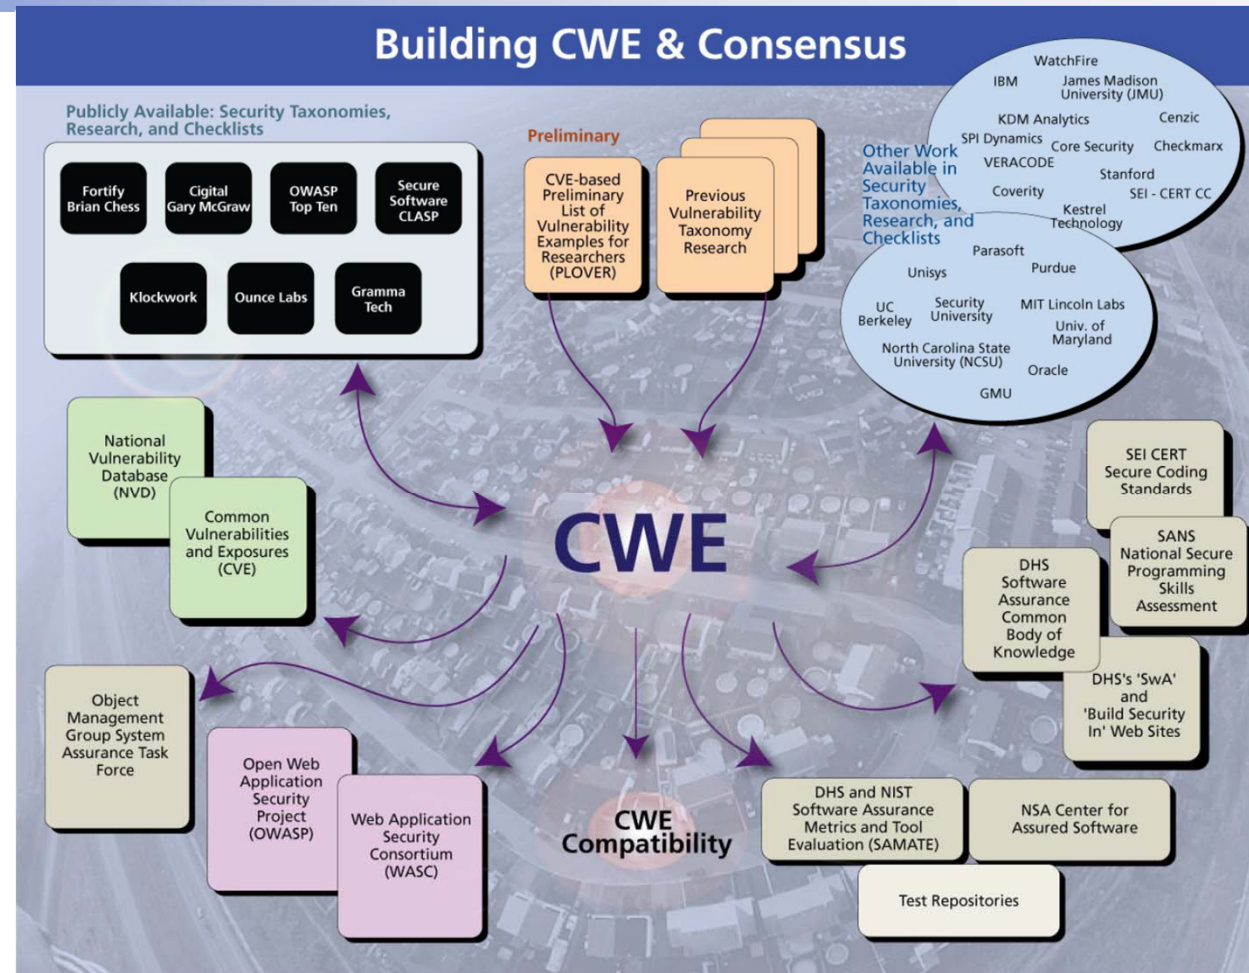 Building CWE & Consensus
Publicly Available: Security Taxonomies,
Research, and Checklists
Fortify
Brian Chess
Cigital
Gary McGraw
OWASP
Top Ten
Secure
Software
CLASP
Klockwork
Ounce Labs
Gramma
Tech
Preliminary
CVE-based
Preliminary
List of
Vulnerability
Examples for
Researchers
(PLOVER)
Previous
Vulnerability
Taxonomy
Research
Other Work
Available in
Security
Taxonomies,
Research, and
Checklists
WatchFire
IBM
James Madison
University (JMU)
KDM Analytics
Cenzic
SPI Dynamics
Core Security
Checkmarx
VERACODE
Stanford
Coverity
SEI - CERT CC
Kestrel
Technology
Parasoft
Unisys
Purdue
UC
Berkeley
Security
University
MIT Lincoln Labs
Univ. of
Maryland
North Carolina State
University (NCSU)
Oracle
GMU
National
Vulnerability
Database
(NVD)
Common
Vulnerabilities
and Exposures
(CVE)
CWE
SEI CERT
Secure Coding
Standards
SANS
National Secure
Programming
Skills
Assessment
DHS
Software
Assurance
Common
Body of
Knowledge
DHS's 'SwA'
and
'Build Security
In' Web Sites
Object
Management
Group System
Assurance Task
Force
Open Web
Application
Security
Project
(OWASP)
Web Application
Security
Consortium
(WASC)
CWE
Compatibility
DHS and NIST
Software Assurance
Metrics and Tool
Evaluation (SAMATE)
NSA Center for
Assured Software
Test Repositories